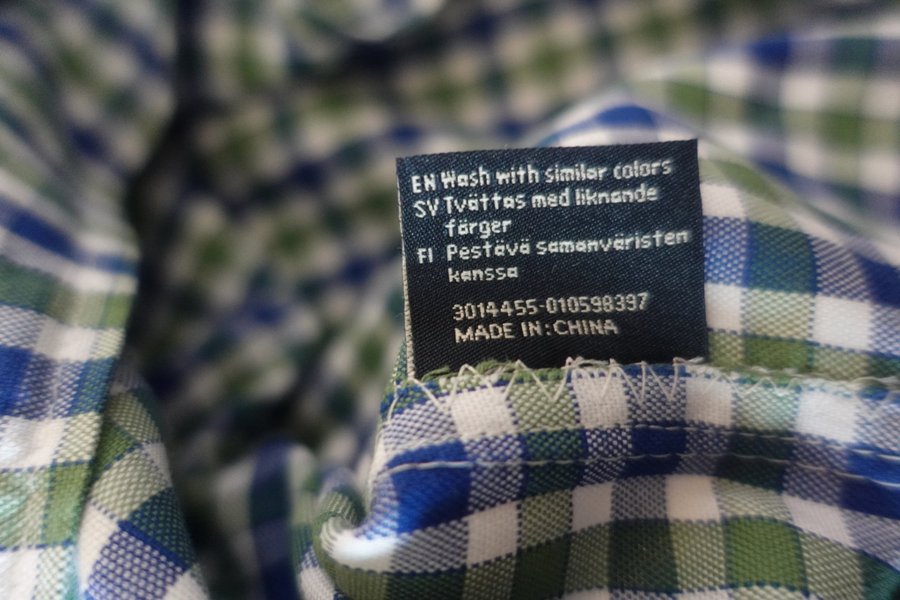 EN Wash with similar colors
SV Tvättas med liknande
färger
FI Pestävä samanväristen
kanssa
3014455-010598397
MADE IN: CHINA